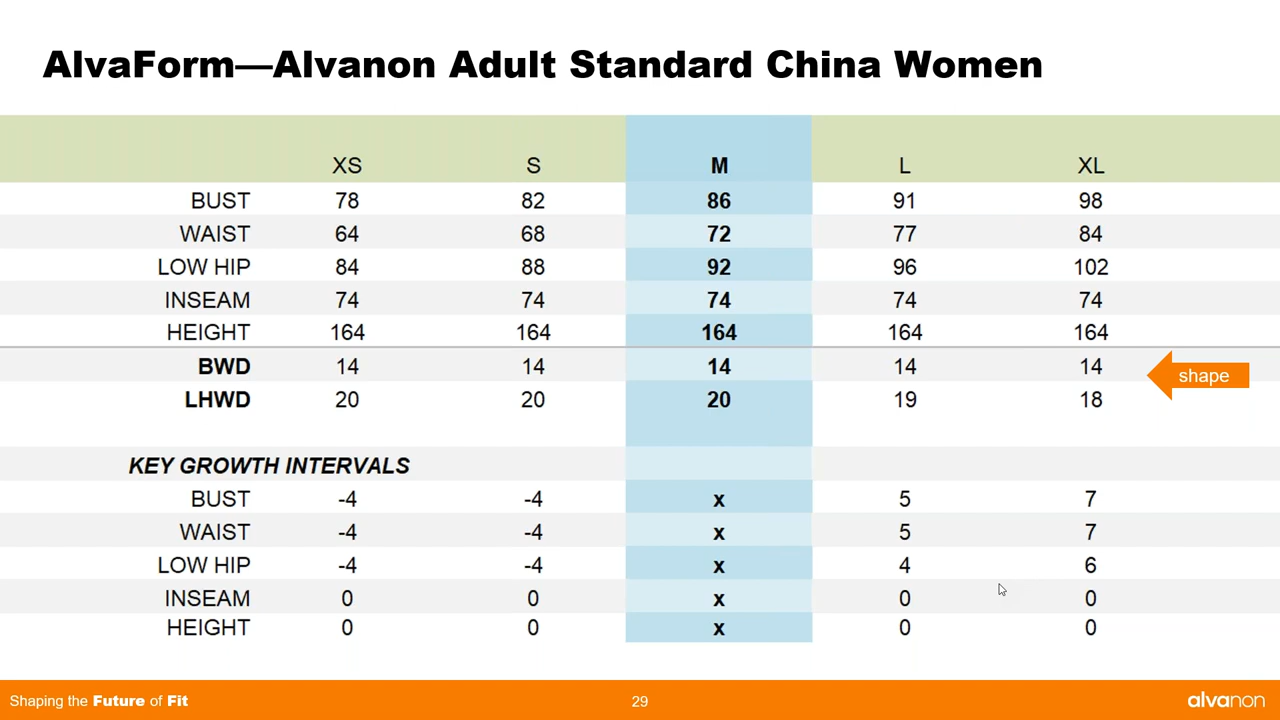 AlvaForm—Alvanon Adult Standard China Women
XS S M L XL
BUST 78 82 86 91 98
WAIST 64 68 72 77 84
LOW HIP 84 88 92 96 102
INSEAM 74 74 74 74 74
HEIGHT 164 164 164 164 164
BWD 14 14 14 14 14
shape
LHWD 20 20 20 19 18
KEY GROWTH INTERVALS
BUST -4 -4 x 5 7
WAIST -4 -4 x 5 7
LOW HIP -4 -4 x 4 6
INSEAM 0 0 x 0 0
HEIGHT 0 0 x 0 0
Shaping the Future of Fit 29 alvanon